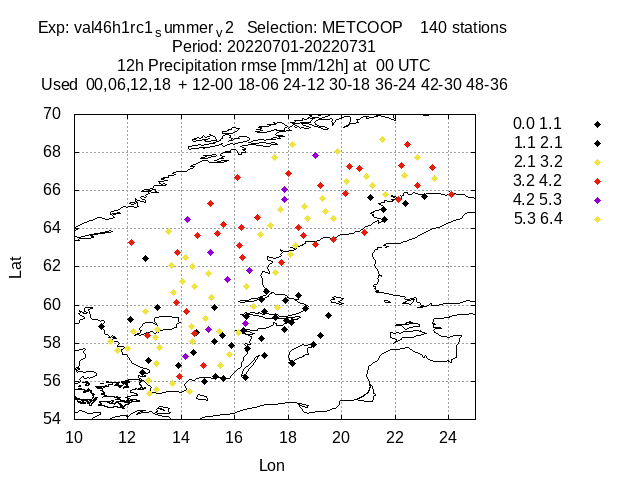 Exp: val46h1rc1summerv2 Selection: METCOOP 140 stations
Period: 20220701-20220731
12h Precipitation rmse [mm/12h] at 00 UTC
Used 00,06,12,18 + 12-00 18-06 24-12 30-18 36-24 42-30 48-36
70
68
66
64
62
60
58
56
54
Lat
10 12 14 16 18 20 22 24
Lon
0.0 1.1
1.1 2.1
2.1 3.2
3.2 4.2
4.2 5.3
5.3 6.4